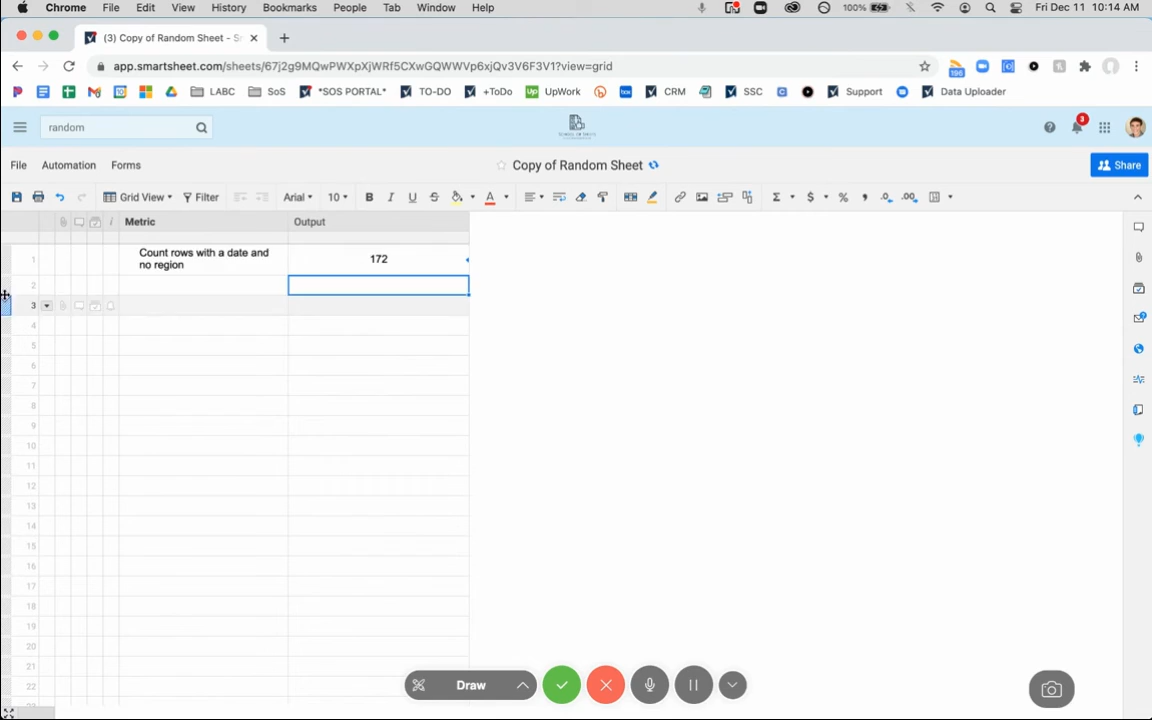 Chrome File Edit View History Bookmarks People Tab Window Help 100% Fri Dec 11 10:14 AM
(3) Copy of Random Sheet - S
app.smartsheet.com/sheets/67j2g9MQwPWXpXjWRf5CXwGQWWVp6xjQv3V6F3V1?view=grid
196
LABC SoS *SOS PORTAL* TO-DO +ToDo Up UpWork CRM SSC Support Data Uploader
random
3
File Automation Forms Copy of Random Sheet Share
Grid View Filter Arial 10 B I U S A Σ $ % , .0 .00
Metric Output
1 Count rows with a date and no region 172
2
3
4
5
6
7
8
9
10
11
12
13
14
15
16
17
18
19
20
21
22
Draw